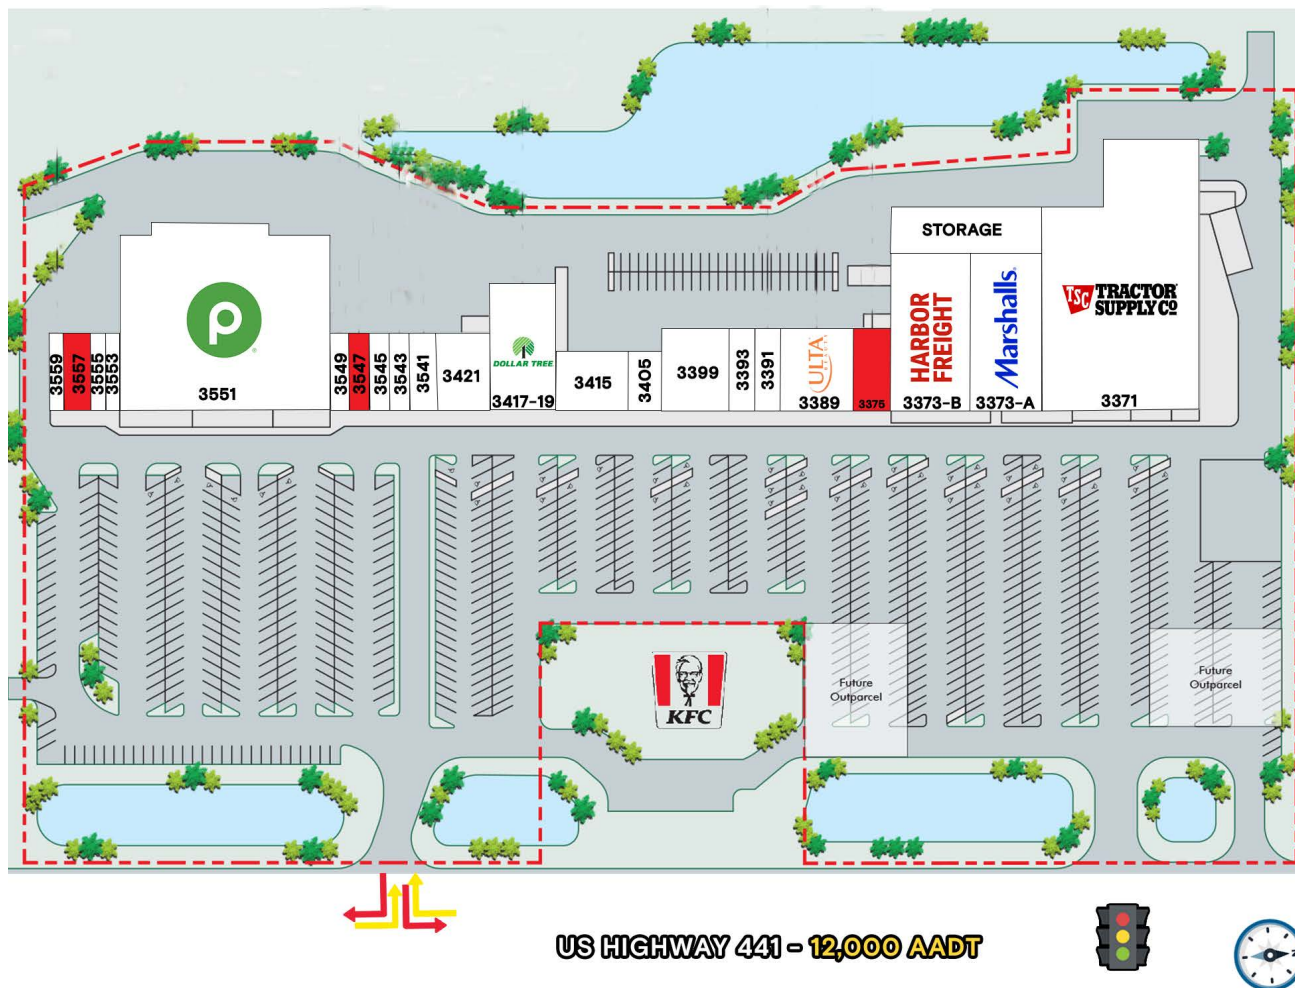 STORAGE
HARBOR
FREIGHT
Marshalls
TSC TRACTOR
SUPPLY CO
3559
3557
3555
3553
3551
3549
3547
3545
3543
3541
3421
DOLLAR TREE
3417-19
3415
3405
3399
3393
3391
ULTA
3389
3375
3373-B
3373-A
3371
KFC
Future
Outparcel
Future
Outparcel
US HIGHWAY 441 - 12,000 AADT